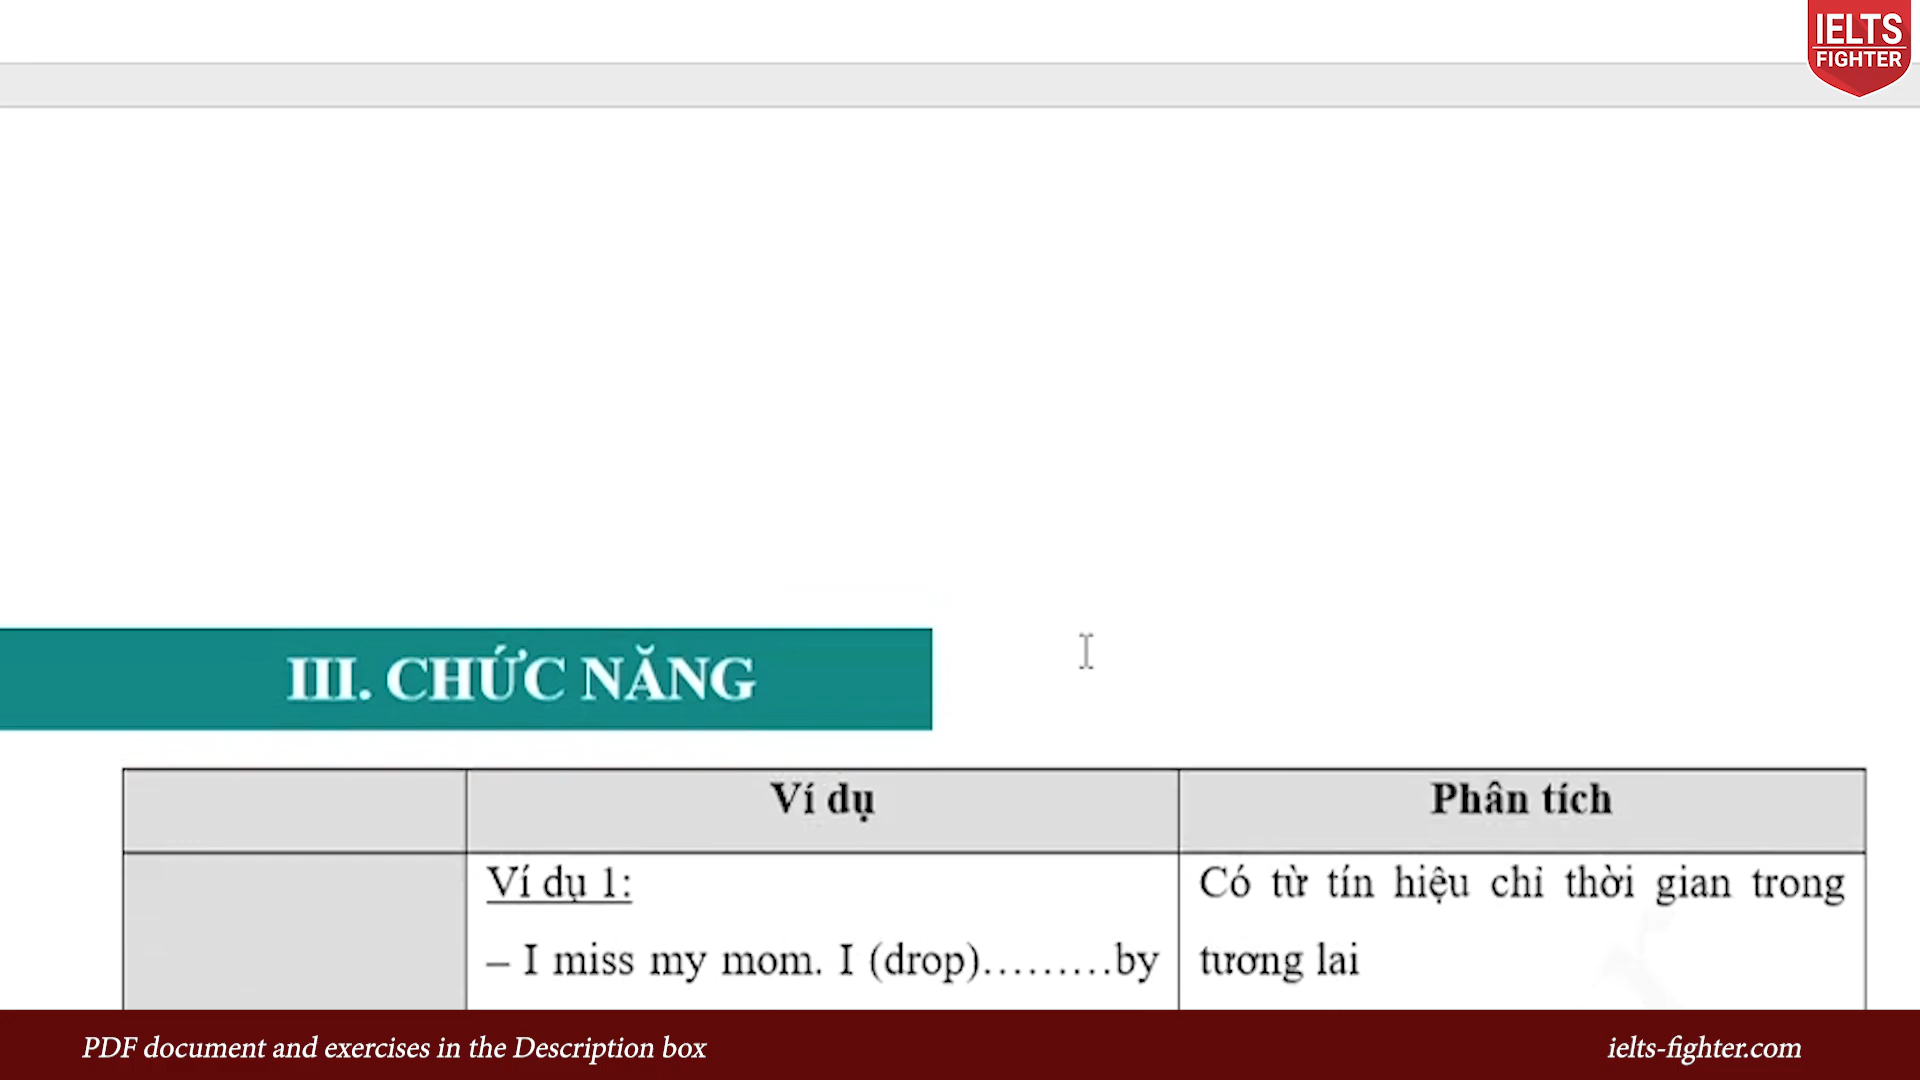 IELTS
FIGHTER
III. CHỨC NĂNG
Ví dụ
Phân tích
Ví dụ 1:
– I miss my mom. I (drop).........by
Có từ tín hiệu chỉ thời gian trong
tương lai
PDF document and exercises in the Description box
ielts-fighter.com